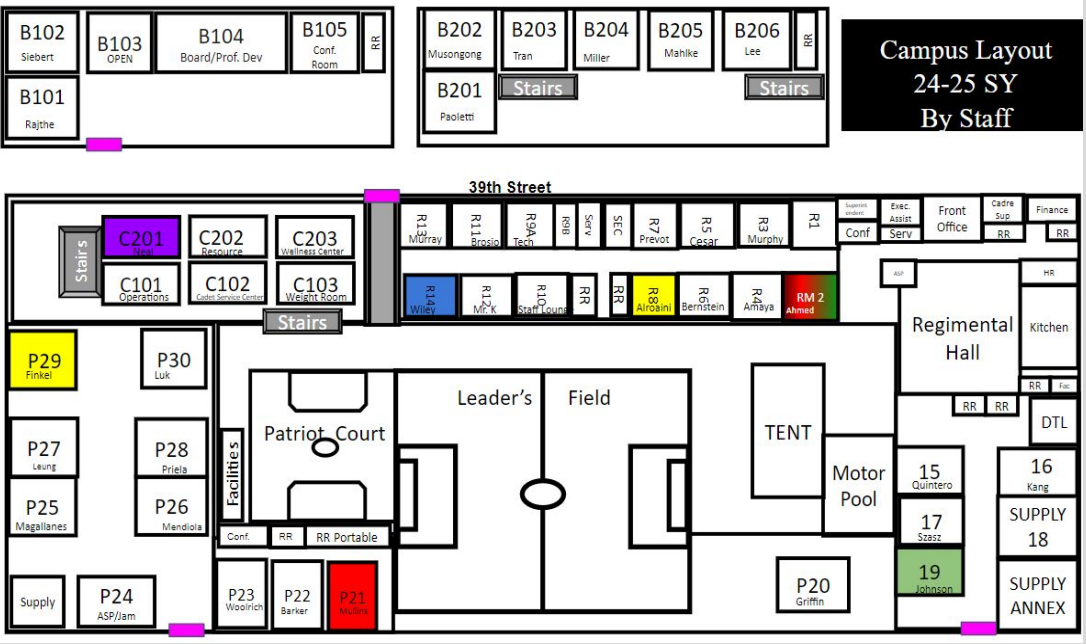 B102
Siebert
B103
OPEN
B104
Board/Prof. Dev
B105
Conf.
Room
RR
B101
Rajthe
B202
Musongong
B203
Tran
B204
Miller
B205
Mahlke
B206
Lee
RR
Stairs
Stairs
B201
Paoletti
Campus Layout
24-25 SY
By Staff
39th Street
Stairs
C201
Neal
C202
Resource
C203
Wellness Center
C101
Operations
C102
Cadet Service Center
C103
Weight Room
Stairs
R13
Murray
R11
Brosio
R9A
Tech
R9B
Serv
SEC
R7
Prevot
R5
Cesar
R3
Murphy
R1
Superint
endent
Exec.
Assist
Front
Office
Cadre
Sup
Finance
Conf
Serv
RR
RR
R14
Wiley
R12
Mr. K
R10
Staff Loung
RR
RR
R8
Alroaini
R6
Bernstein
R4
Amaya
RM 2
Ahmed
ASP
HR
Regimental
Hall
Kitchen
RR
Fac
RR
RR
DTL
P29
Finkel
P30
Luk
P27
Leung
P28
Priela
P25
Magallanes
P26
Mendiola
Supply
P24
ASP/Jam
Facilities
Patriot Court
Conf.
RR
RR Portable
P23
Woolrich
P22
Barker
P21
Mullins
Leader's Field
TENT
Motor
Pool
P20
Griffin
15
Quintero
17
Szasz
19
Johnson
16
Kang
SUPPLY
18
SUPPLY
ANNEX